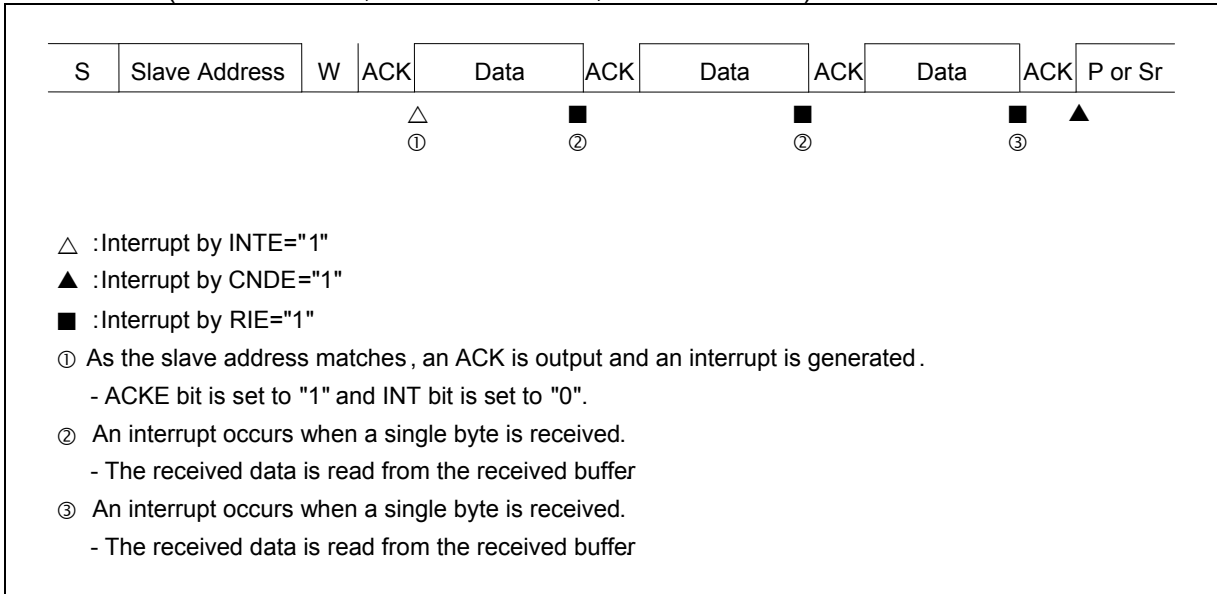 S Slave Address W ACK Data ACK Data ACK Data ACK P or Sr
△ ■ ■ ■ ▲
① ② ② ③
△ :Interrupt by INTE="1"
▲ :Interrupt by CNDE="1"
■ :Interrupt by RIE="1"
① As the slave address matches, an ACK is output and an interrupt is generated.
- ACKE bit is set to "1" and INT bit is set to "0".
② An interrupt occurs when a single byte is received.
- The received data is read from the received buffer
③ An interrupt occurs when a single byte is received.
- The received data is read from the received buffer